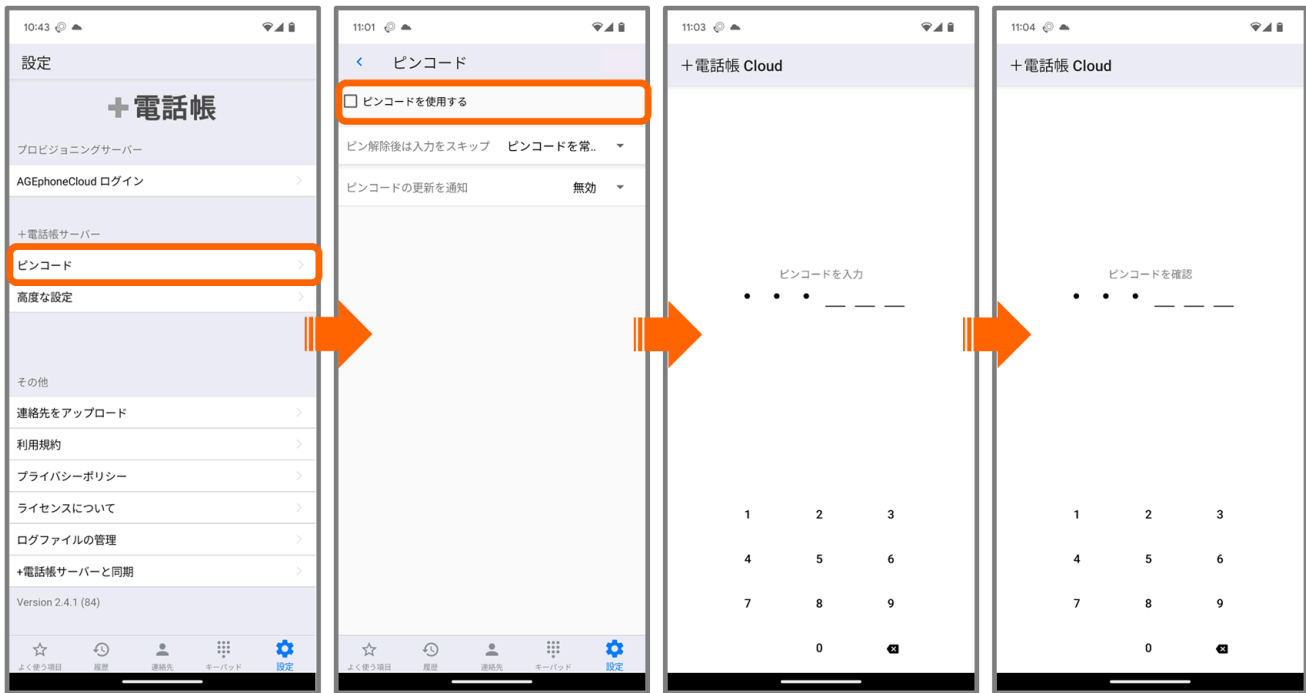 10:43
設定
+電話帳
プロビジョニングサーバー
AGEphoneCloud ログイン
+電話帳サーバー
ピンコード
高度な設定
その他
連絡先をアップロード
利用規約
プライバシーポリシー
ライセンスについて
ログファイルの管理
+電話帳サーバーと同期
Version 2.4.1 (84)
よく使う項目 履歴 連絡先 キーパッド 設定
11:01
ピンコード
ピンコードを使用する
ピン解除後は入力をスキップ ピンコードを常..
ピンコードの更新を通知 無効
よく使う項目 履歴 連絡先 キーパッド 設定
11:03
+電話帳 Cloud
ピンコードを入力
1 2 3
4 5 6
7 8 9
0
11:04
+電話帳 Cloud
ピンコードを確認
1 2 3
4 5 6
7 8 9
0